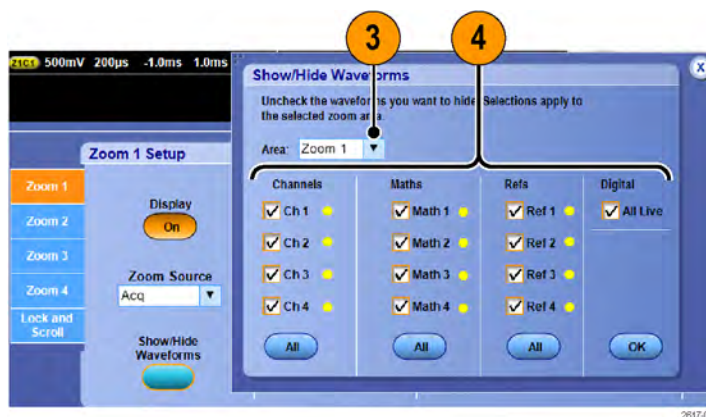 3 4
Z1C1 500mV 200µs -1.0ms 1.0ms
Show/Hide Waveforms
X
Uncheck the waveforms you want to hide. Selections apply to
the selected zoom area.
Area: Zoom 1
Zoom 1 Setup
Zoom 1
Zoom 2
Zoom 3
Zoom 4
Lock and
Scroll
Display
On
Zoom Source
Acq
Show/Hide
Waveforms
Channels Maths Refs Digital
Ch 1 Math 1 Ref 1 All Live
Ch 2 Math 2 Ref 2
Ch 3 Math 3 Ref 3
Ch 4 Math 4 Ref 4
All All All OK